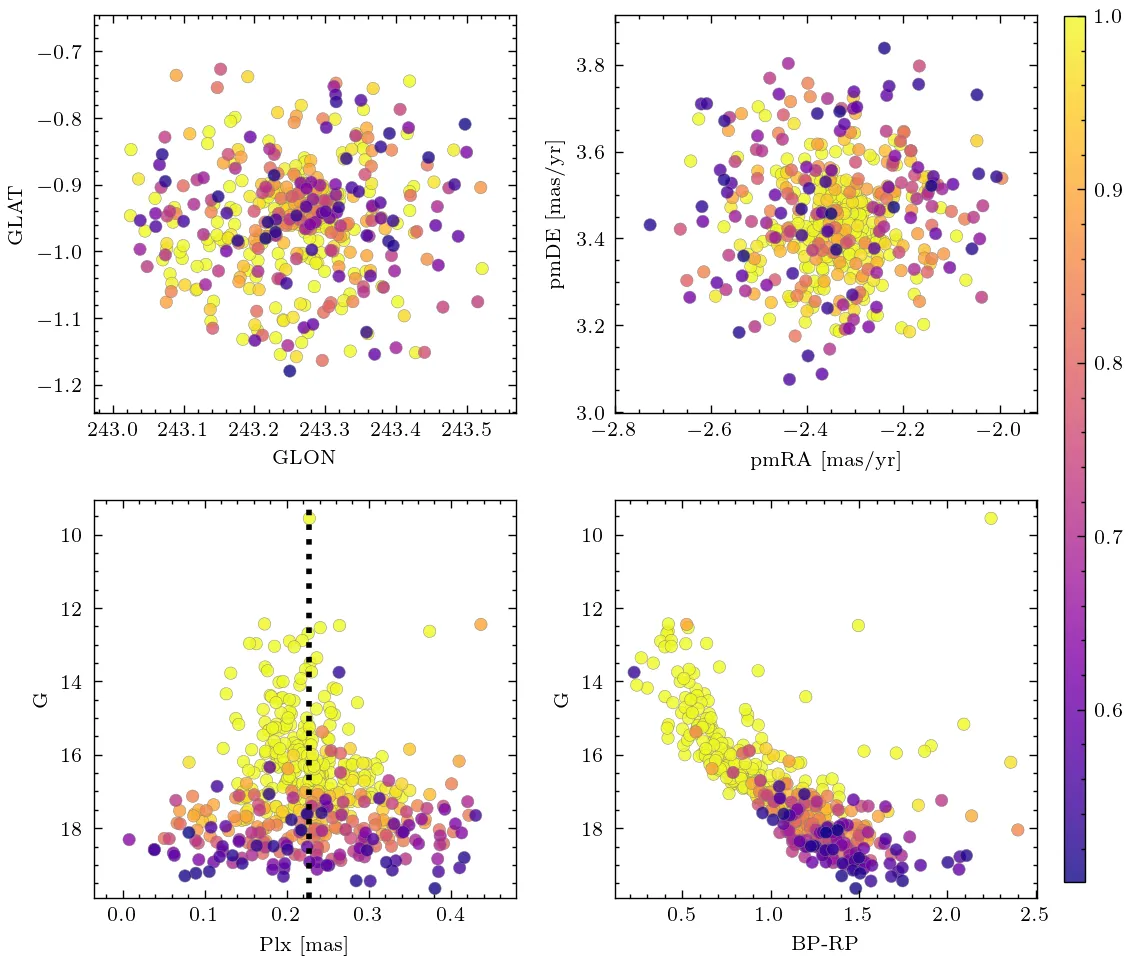 −0.7
−0.8
−0.9
−1.0
−1.1
−1.2
GLAT
243.0 243.1 243.2 243.3 243.4 243.5
GLON
3.8
3.6
3.4
3.2
3.0
pmDE [mas/yr]
−2.8 −2.6 −2.4 −2.2 −2.0
pmRA [mas/yr]
10
12
14
16
18
G
0.0 0.1 0.2 0.3 0.4
Plx [mas]
10
12
14
16
18
G
0.5 1.0 1.5 2.0 2.5
BP-RP
1.0
0.9
0.8
0.7
0.6